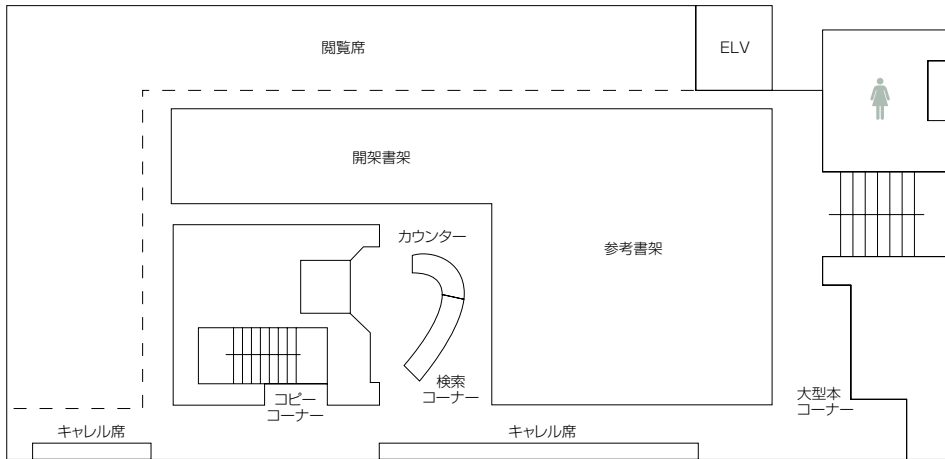 閲覧席
ELV
開架書架
カウンター
参考書架
検索
コーナー
コピー
コーナー
大型本
コーナー
キャレル席
キャレル席